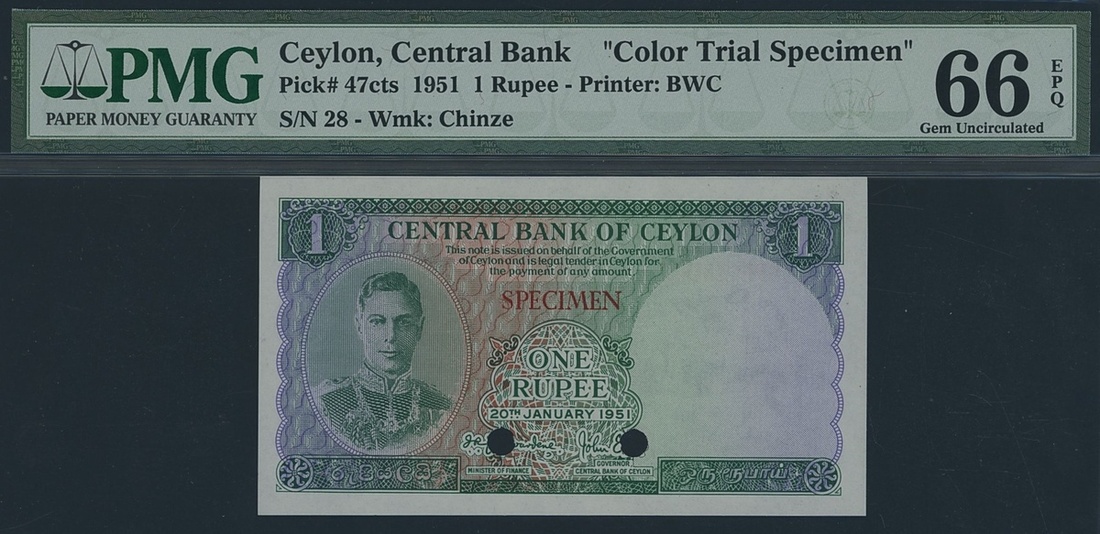 PMG
PAPER MONEY GUARANTY
Ceylon, Central Bank "Color Trial Specimen"
Pick# 47cts 1951 1 Rupee - Printer: BWC
S/N 28 - Wmk: Chinze
66
EPQ
Gem Uncirculated
1
1
CENTRAL BANK OF CEYLON
This note is issued on behalf of the Government
of Ceylon and is legal tender in Ceylon for
the payment of any amount.
SPECIMEN
ONE
RUPEE
20TH JANUARY 1951
MINISTER OF FINANCE
GOVERNOR
CENTRAL BANK OF CEYLON
ஒரு ரூபாய்